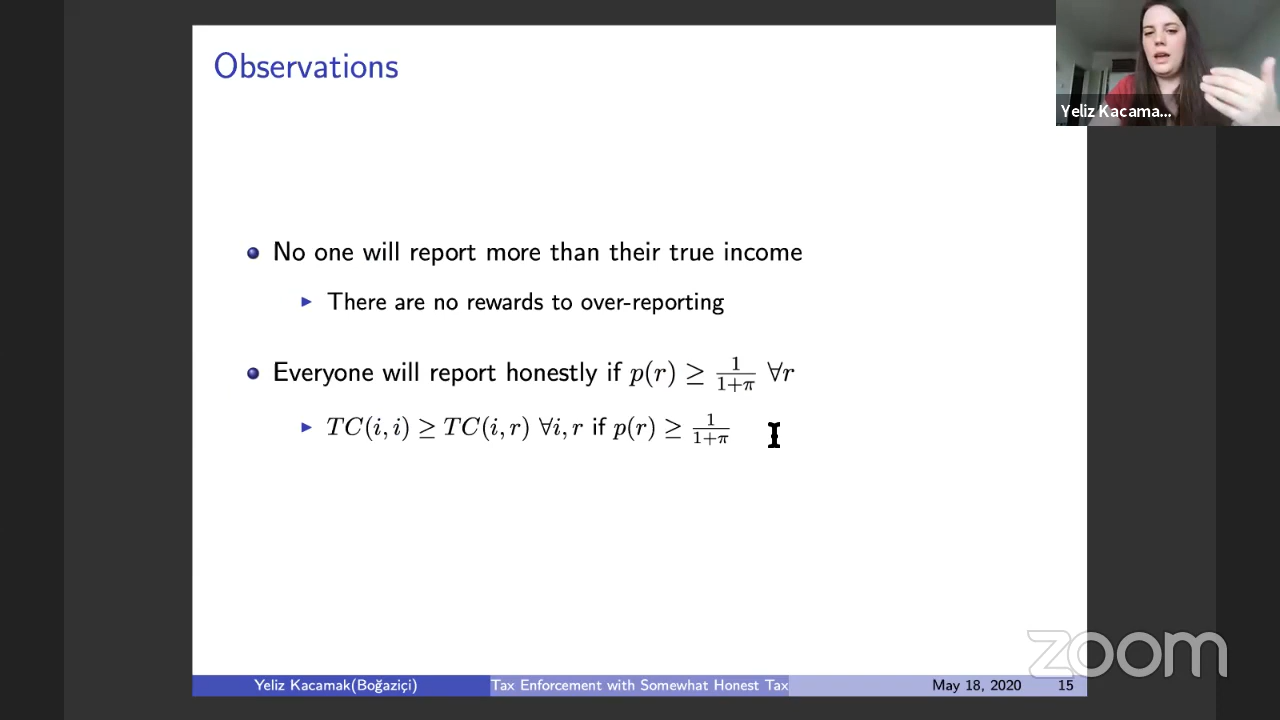 Observations
Yeliz Kacama...
No one will report more than their true income
There are no rewards to over-reporting
Everyone will report honestly if p(r) ≥ 1/(1+π) ∀r
TC(i, i) ≥ TC(i, r) ∀i, r if p(r) ≥ 1/(1+π)
zoom
Yeliz Kacamak(Boğaziçi) Tax Enforcement with Somewhat Honest Tax May 18, 2020 15